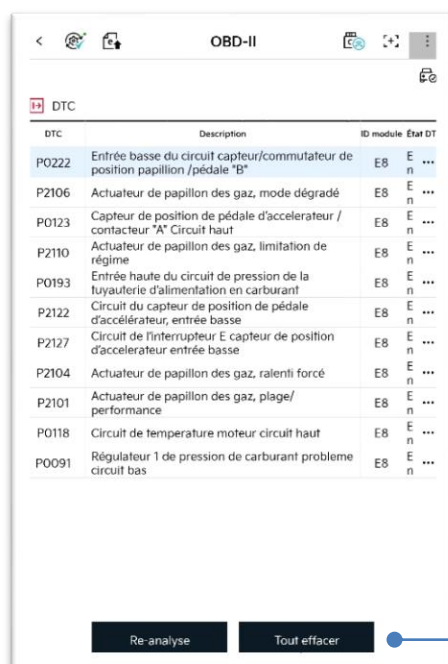 OBD-II
DTC
DTC Description ID module État DT
P0222 Entrée basse du circuit capteur/commutateur de position papillion /pédale "B" E8 E n ...
P2106 Actuateur de papillon des gaz, mode dégradé E8 E n ...
P0123 Capteur de position de pédale d'accelerateur / contacteur "A" Circuit haut E8 E n ...
P2110 Actuateur de papillon des gaz, limitation de régime E8 E n ...
P0193 Entrée haute du circuit de pression de la tuyauterie d'alimentation en carburant E8 E n ...
P2122 Circuit du capteur de position de pédale d'accélérateur, entrée basse E8 E n ...
P2127 Circuit de l'interrupteur E capteur de position d'accelerateur entrée basse E8 E n ...
P2104 Actuateur de papillon des gaz, ralenti forcé E8 E n ...
P2101 Actuateur de papillon des gaz, plage/ performance E8 E n ...
P0118 Circuit de temperature moteur circuit haut E8 E n ...
P0091 Régulateur 1 de pression de carburant probleme circuit bas E8 E n ...
Re-analyse Tout effacer